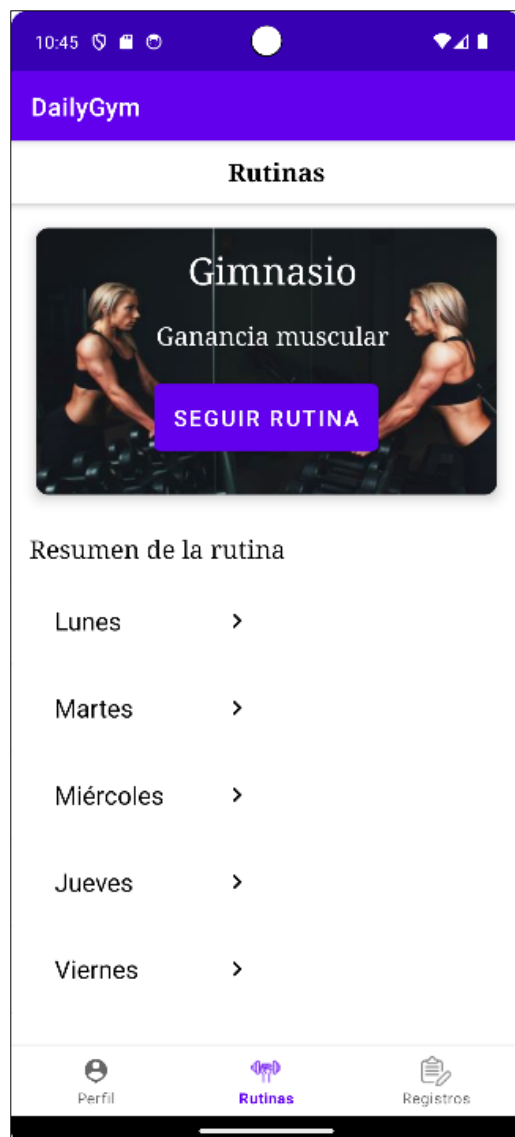 10:45
DailyGym
Rutinas
Gimnasio
Ganancia muscular
SEGUIR RUTINA
Resumen de la rutina
Lunes
Martes
Miércoles
Jueves
Viernes
Perfil Rutinas Registros